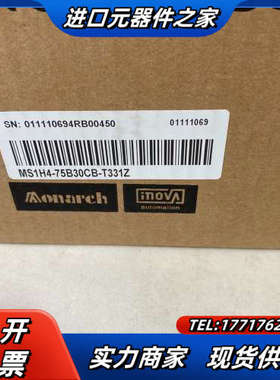 进口元器件之家
SN: 011110694RB00450
01111069
MS1H4-75B30CB-T331Z
Monarch
inovA
automation
开
票
TEL:17717762
实力商家 现货供